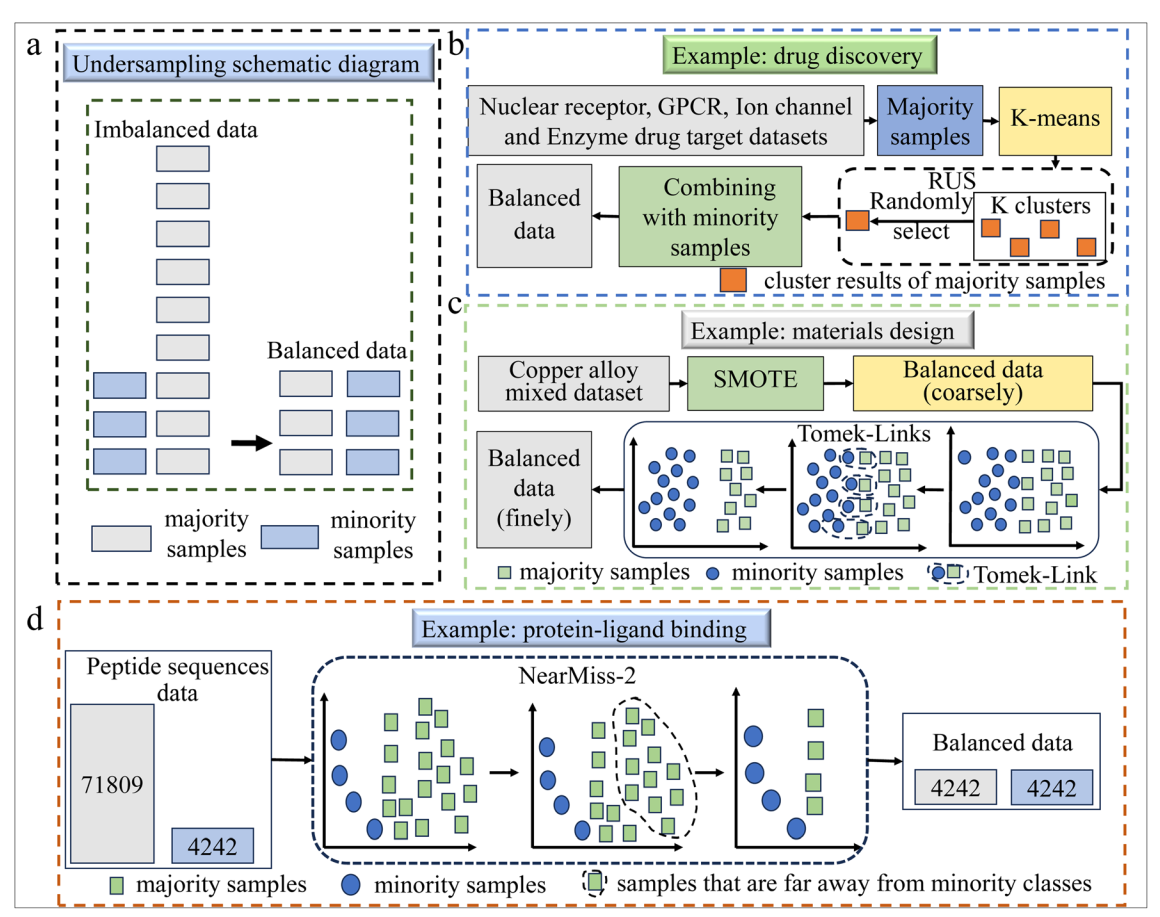 a
Undersampling schematic diagram
Imbalanced data
Balanced data
majority
samples
minority
samples
b
Example: drug discovery
Nuclear receptor, GPCR, Ion channel
and Enzyme drug target datasets
Majority
samples
K-means
RUS
Randomly
select
K clusters
Combining
with minority
samples
Balanced
data
cluster results of majority samples
c
Example: materials design
Copper alloy
mixed dataset
SMOTE
Balanced data
(coarsely)
Tomek-Links
Balanced
data
(finely)
majority samples
minority samples
Tomek-Link
d
Example: protein-ligand binding
Peptide sequences
data
71809
4242
NearMiss-2
Balanced data
4242
4242
majority samples
minority samples
samples that are far away from minority classes